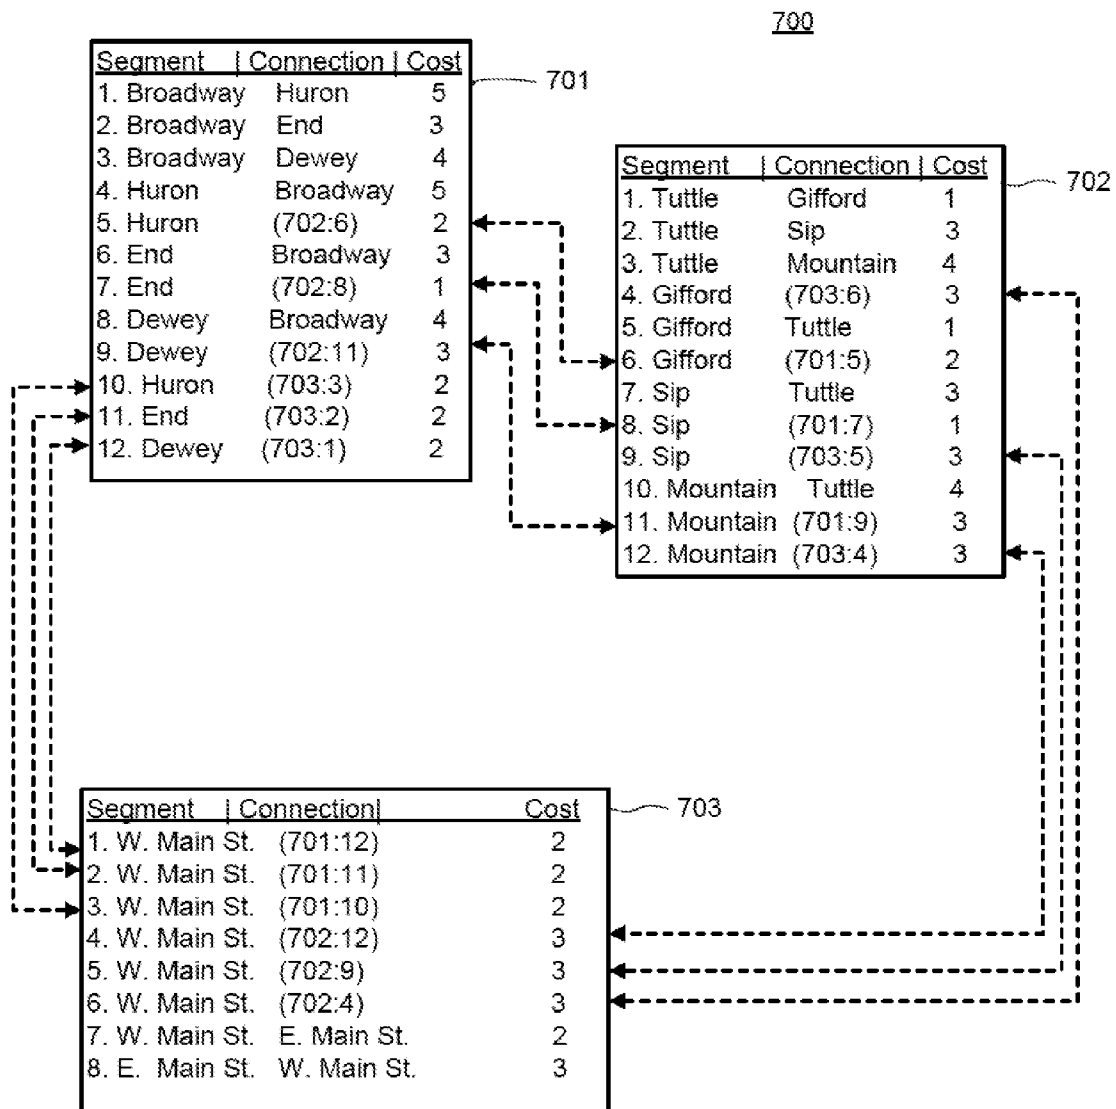 700
Segment | Connection | Cost
1. Broadway Huron 5
2. Broadway End 3
3. Broadway Dewey 4
4. Huron Broadway 5
5. Huron (702:6) 2
6. End Broadway 3
7. End (702:8) 1
8. Dewey Broadway 4
9. Dewey (702:11) 3
10. Huron (703:3) 2
11. End (703:2) 2
12. Dewey (703:1) 2
701
Segment | Connection | Cost
1. Tuttle Gifford 1
2. Tuttle Sip 3
3. Tuttle Mountain 4
4. Gifford (703:6) 3
5. Gifford Tuttle 1
6. Gifford (701:5) 2
7. Sip Tuttle 3
8. Sip (701:7) 1
9. Sip (703:5) 3
10. Mountain Tuttle 4
11. Mountain (701:9) 3
12. Mountain (703:4) 3
702
Segment | Connection| Cost
1. W. Main St. (701:12) 2
2. W. Main St. (701:11) 2
3. W. Main St. (701:10) 2
4. W. Main St. (702:12) 3
5. W. Main St. (702:9) 3
6. W. Main St. (702:4) 3
7. W. Main St. E. Main St. 2
8. E. Main St. W. Main St. 3
703